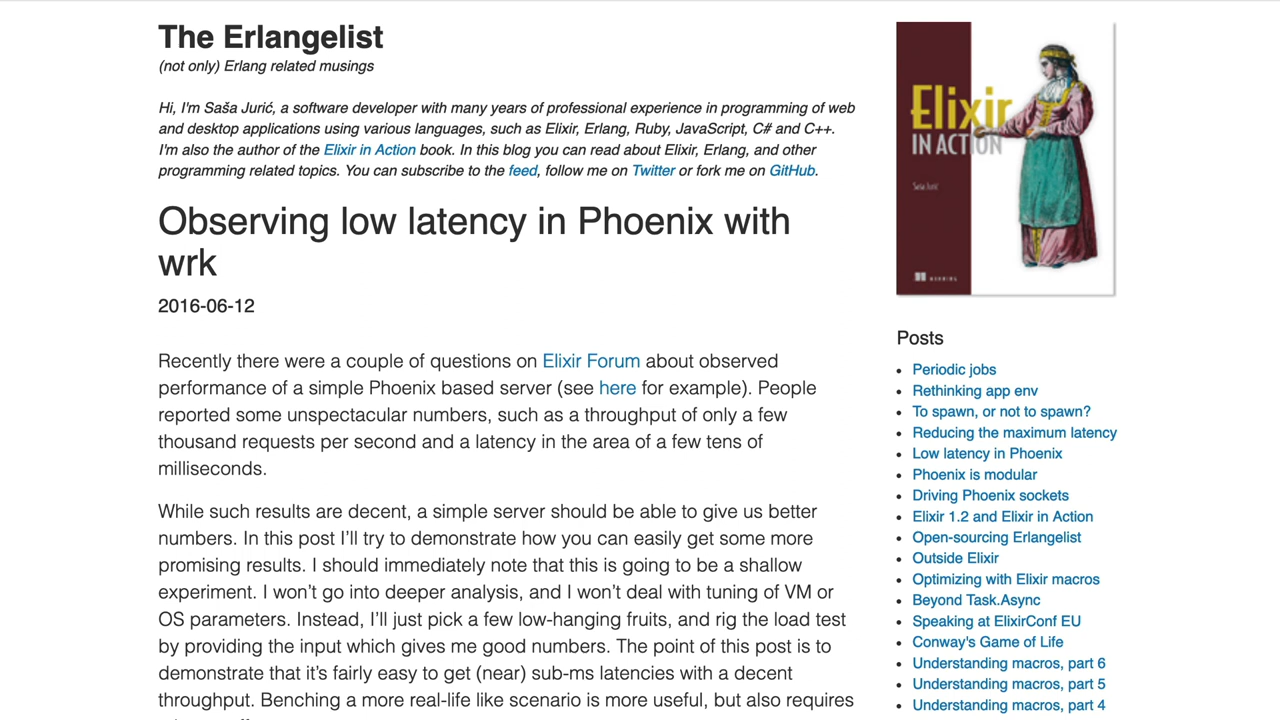 The Erlangelist
(not only) Erlang related musings
Hi, I'm Saša Jurić, a software developer with many years of professional experience in programming of web
and desktop applications using various languages, such as Elixir, Erlang, Ruby, JavaScript, C# and C++.
I'm also the author of the Elixir in Action book. In this blog you can read about Elixir, Erlang, and other
programming related topics. You can subscribe to the feed, follow me on Twitter or fork me on GitHub.
Observing low latency in Phoenix with
wrk
2016-06-12
Recently there were a couple of questions on Elixir Forum about observed
performance of a simple Phoenix based server (see here for example). People
reported some unspectacular numbers, such as a throughput of only a few
thousand requests per second and a latency in the area of a few tens of
milliseconds.
While such results are decent, a simple server should be able to give us better
numbers. In this post I’ll try to demonstrate how you can easily get some more
promising results. I should immediately note that this is going to be a shallow
experiment. I won’t go into deeper analysis, and I won’t deal with tuning of VM or
OS parameters. Instead, I’ll just pick a few low-hanging fruits, and rig the load test
by providing the input which gives me good numbers. The point of this post is to
demonstrate that it’s fairly easy to get (near) sub-ms latencies with a decent
throughput. Benching a more real-life like scenario is more useful, but also requires
Elixir
IN ACTION
Saša Jurić
MANNING
Posts
Periodic jobs
Rethinking app env
To spawn, or not to spawn?
Reducing the maximum latency
Low latency in Phoenix
Phoenix is modular
Driving Phoenix sockets
Elixir 1.2 and Elixir in Action
Open-sourcing Erlangelist
Outside Elixir
Optimizing with Elixir macros
Beyond Task.Async
Speaking at ElixirConf EU
Conway's Game of Life
Understanding macros, part 6
Understanding macros, part 5
Understanding macros, part 4